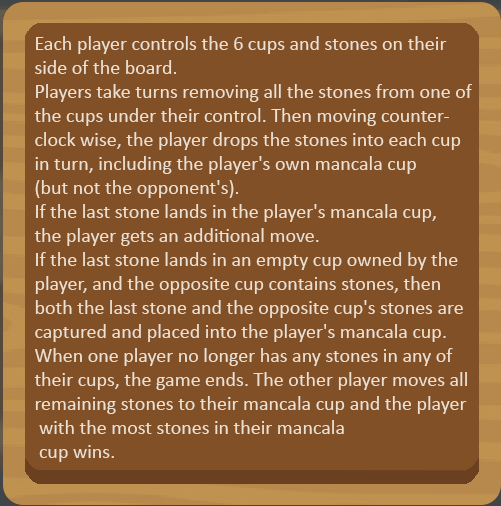 Each player controls the 6 cups and stones on their
side of the board.
Players take turns removing all the stones from one of
the cups under their control. Then moving counter-
clock wise, the player drops the stones into each cup
in turn, including the player's own mancala cup
(but not the opponent's).
If the last stone lands in the player's mancala cup,
the player gets an additional move.
If the last stone lands in an empty cup owned by the
player, and the opposite cup contains stones, then
both the last stone and the opposite cup's stones are
captured and placed into the player's mancala cup.
When one player no longer has any stones in any of
their cups, the game ends. The other player moves all
remaining stones to their mancala cup and the player
with the most stones in their mancala
cup wins.